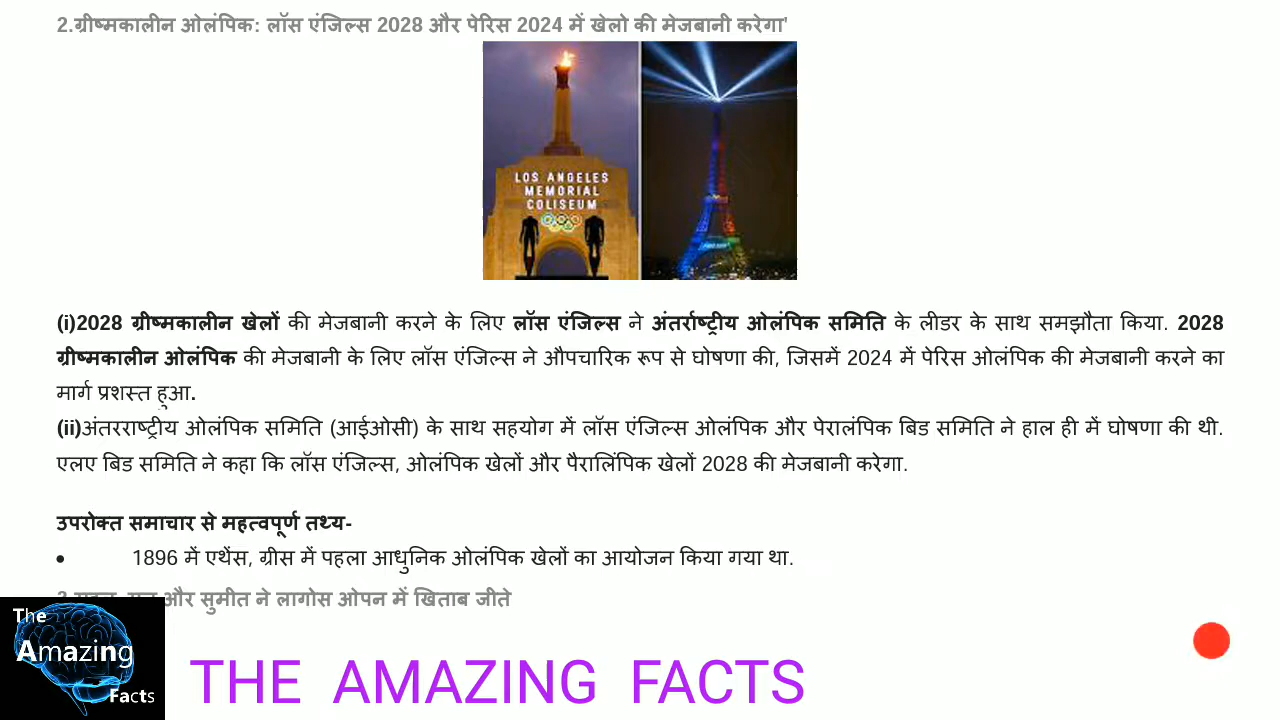 2.ग्रीष्मकालीन ओलंपिक: लॉस एंजिल्स 2028 और पेरिस 2024 में खेलो की मेजबानी करेगा'
LOS ANGELES
MEMORIAL
COLISEUM
(i)2028 ग्रीष्मकालीन खेलों की मेजबानी करने के लिए लॉस एंजिल्स ने अंतर्राष्ट्रीय ओलंपिक समिति के लीडर के साथ समझौता किया. 2028
ग्रीष्मकालीन ओलंपिक की मेजबानी के लिए लॉस एंजिल्स ने औपचारिक रूप से घोषणा की, जिसमें 2024 में पेरिस ओलंपिक की मेजबानी करने का
मार्ग प्रशस्त हुआ.
(ii)अंतरराष्ट्रीय ओलंपिक समिति (आईओसी) के साथ सहयोग में लॉस एंजिल्स ओलंपिक और पेरालंपिक बिड समिति ने हाल ही में घोषणा की थी.
एलए बिड समिति ने कहा कि लॉस एंजिल्स, ओलंपिक खेलों और पैरालिंपिक खेलों 2028 की मेजबानी करेगा.
उपरोक्त समाचार से महत्वपूर्ण तथ्य-
• 1896 में एथेंस, ग्रीस में पहला आधुनिक ओलंपिक खेलों का आयोजन किया गया था.
और सुमीत ने लागोस ओपन में खिताब जीते
The
Amazing
Facts
THE AMAZING FACTS